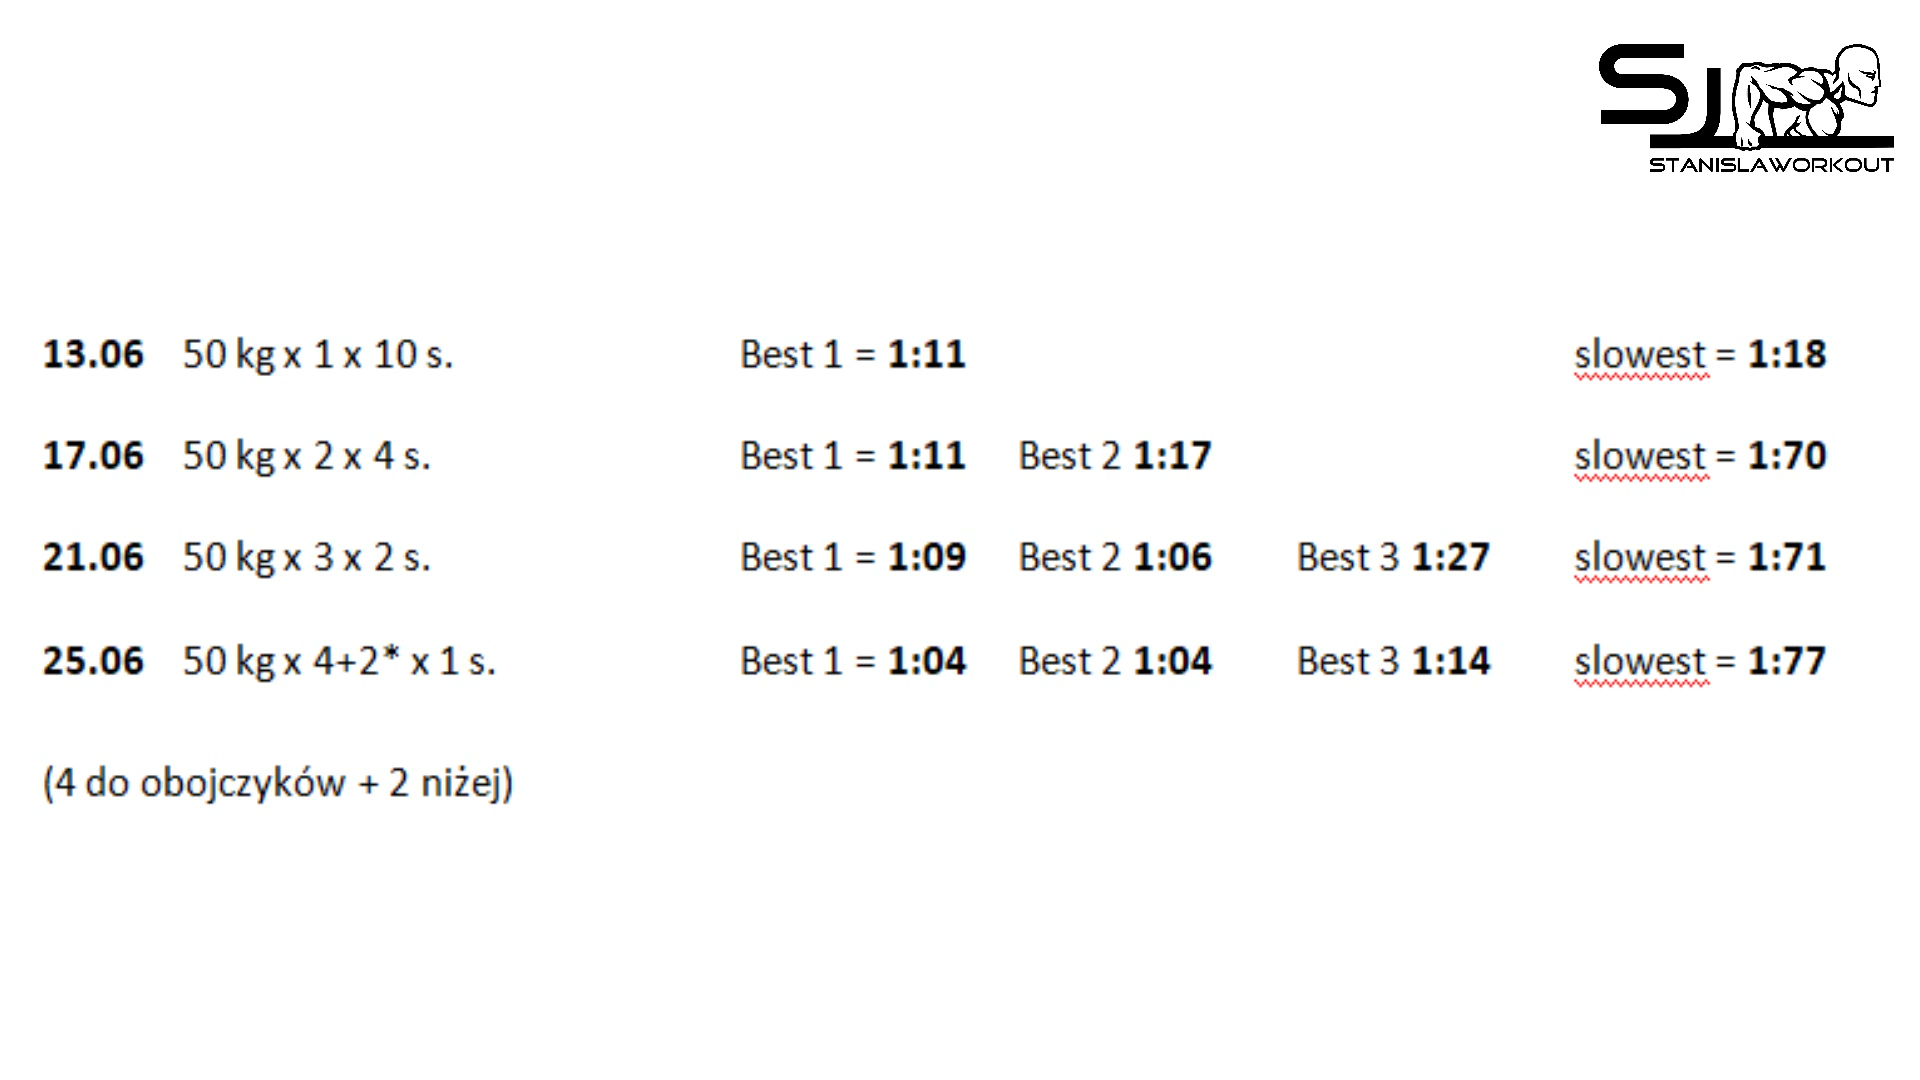 SJ
STANISLAWORKOUT
13.06 50 kg x 1 x 10 s. Best 1 = 1:11 slowest = 1:18
17.06 50 kg x 2 x 4 s. Best 1 = 1:11 Best 2 1:17 slowest = 1:70
21.06 50 kg x 3 x 2 s. Best 1 = 1:09 Best 2 1:06 Best 3 1:27 slowest = 1:71
25.06 50 kg x 4+2* x 1 s. Best 1 = 1:04 Best 2 1:04 Best 3 1:14 slowest = 1:77
(4 do obojczyków + 2 niżej)